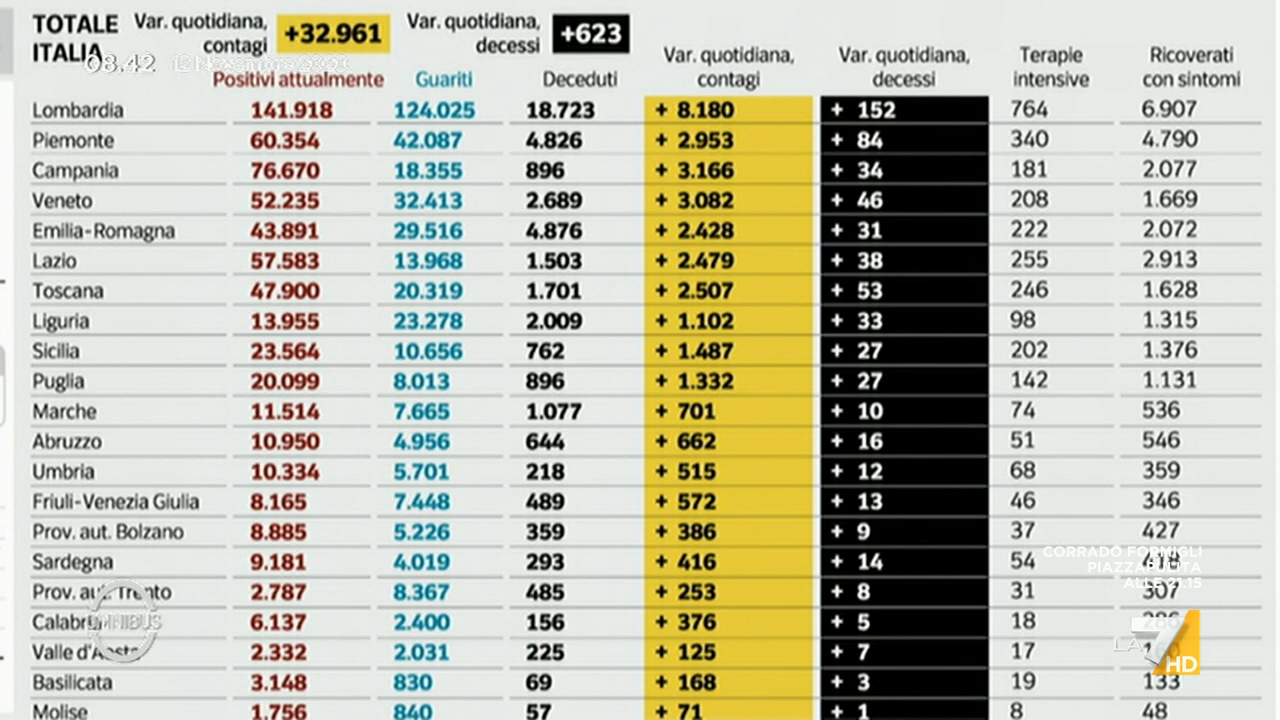 TOTALE ITALIA
Var. quotidiana, contagi +32.961
Var. quotidiana, decessi +623
08.42 12 Novembre
Positivi attualmente Guariti Deceduti Var. quotidiana, contagi Var. quotidiana, decessi Terapie intensive Ricoverati con sintomi
Lombardia 141.918 124.025 18.723 + 8.180 + 152 764 6.907
Piemonte 60.354 42.087 4.826 + 2.953 + 84 340 4.790
Campania 76.670 18.355 896 + 3.166 + 34 181 2.077
Veneto 52.235 32.413 2.689 + 3.082 + 46 208 1.669
Emilia-Romagna 43.891 29.516 4.876 + 2.428 + 31 222 2.072
Lazio 57.583 13.968 1.503 + 2.479 + 38 255 2.913
Toscana 47.900 20.319 1.701 + 2.507 + 53 246 1.628
Liguria 13.955 23.278 2.009 + 1.102 + 33 98 1.315
Sicilia 23.564 10.656 762 + 1.487 + 27 202 1.376
Puglia 20.099 8.013 896 + 1.332 + 27 142 1.131
Marche 11.514 7.665 1.077 + 701 + 10 74 536
Abruzzo 10.950 4.956 644 + 662 + 16 51 546
Umbria 10.334 5.701 218 + 515 + 12 68 359
Friuli-Venezia Giulia 8.165 7.448 489 + 572 + 13 46 346
Prov. aut. Bolzano 8.885 5.226 359 + 386 + 9 37 427
Sardegna 9.181 4.019 293 + 416 + 14 54
CORRADO FORMIGLI
PIAZZAPULITA
ALLE 21.15
Prov. aut. Trento 2.787 8.367 485 + 253 + 8 31 307
Calabria 6.137 2.400 156 + 376 + 5 18
OMNIBUS
Valle d'Aosta 2.332 2.031 225 + 125 + 7 17
LA 7 HD
Basilicata 3.148 830 69 + 168 + 3 19 133
Molise 1.756 840 57 + 71 + 1 8 48